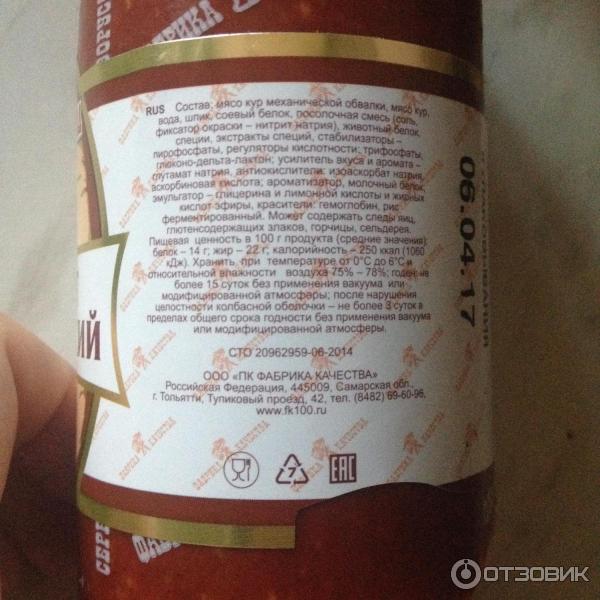 RUS Состав: мясо кур механической обвалки, мясо кур,
вода, шпик, соевый белок, посолочная смесь (соль,
фиксатор окраски – нитрит натрия), животный белок,
специи, экстракты специй, стабилизаторы –
пирофосфаты, регуляторы кислотности: трифосфаты,
глюконо-дельта-лактон; усилитель вкуса и аромата –
глутамат натрия, антиокислители: изоаскорбат натрия,
аскорбиновая кислота; ароматизатор, молочный белок,
эмульгатор – глицерина и лимонной кислоты и жирных
кислот эфиры, красители: гемоглобин, рис
ферментированный. Может содержать следы яиц,
глютенсодержащих злаков, горчицы, сельдерея.
Пищевая ценность в 100 г продукта (средние значения):
белок – 14 г; жир – 22 г; калорийность – 250 ккал (1060
кДж). Хранить при температуре от 0°С до 6°С и
относительной влажности воздуха 75% – 78%; годен: не
более 15 суток без применения вакуума или
модифицированной атмосферы; после нарушения
целостности колбасной оболочки – не более 3 суток в
пределах общего срока годности без применения вакуума
или модифицированной атмосферы.
СТО 20962959-06-2014
ООО «ПК ФАБРИКА КАЧЕСТВА»
Российская Федерация, 445009, Самарская обл.,
г. Тольятти, Тупиковый проезд, 42, тел. (8482) 69-60-96,
www.fk100.ru
7
EAC
06.04.17
ИЙ
ФАБРИКА КАЧЕСТВА
ОТЗОВИК